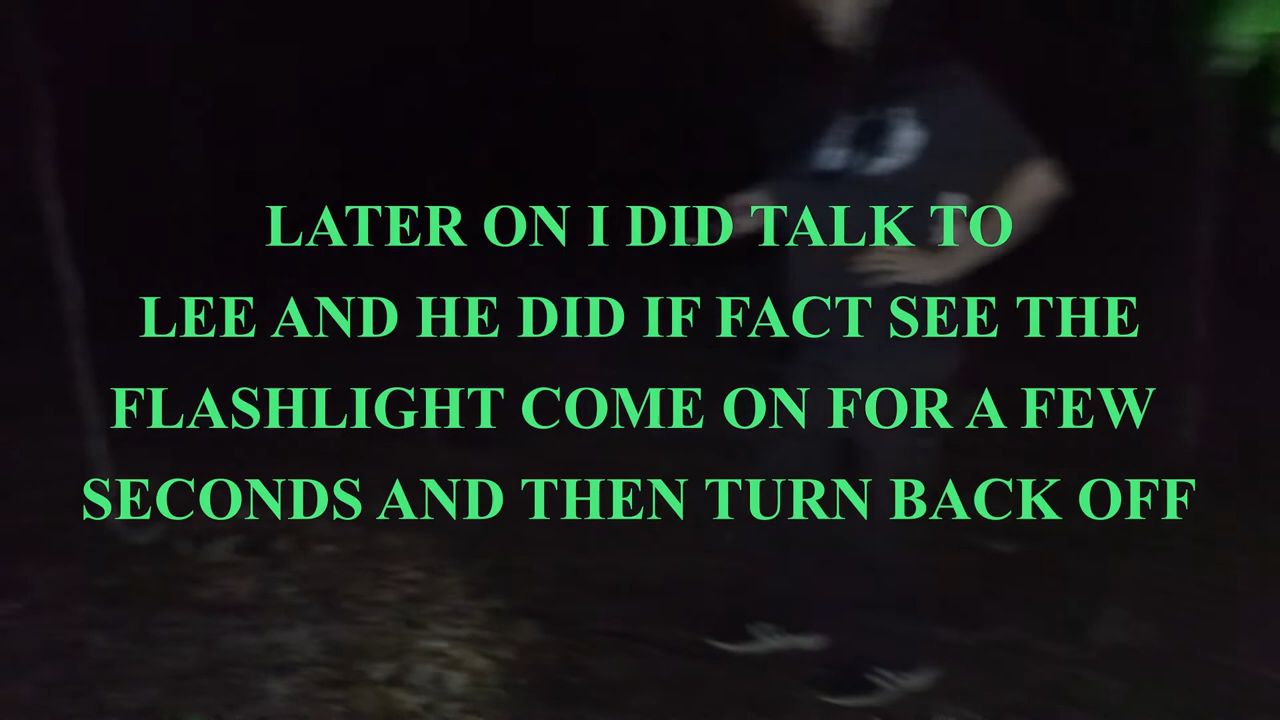 LATER ON I DID TALK TO
LEE AND HE DID IF FACT SEE THE
FLASHLIGHT COME ON FOR A FEW
SECONDS AND THEN TURN BACK OFF